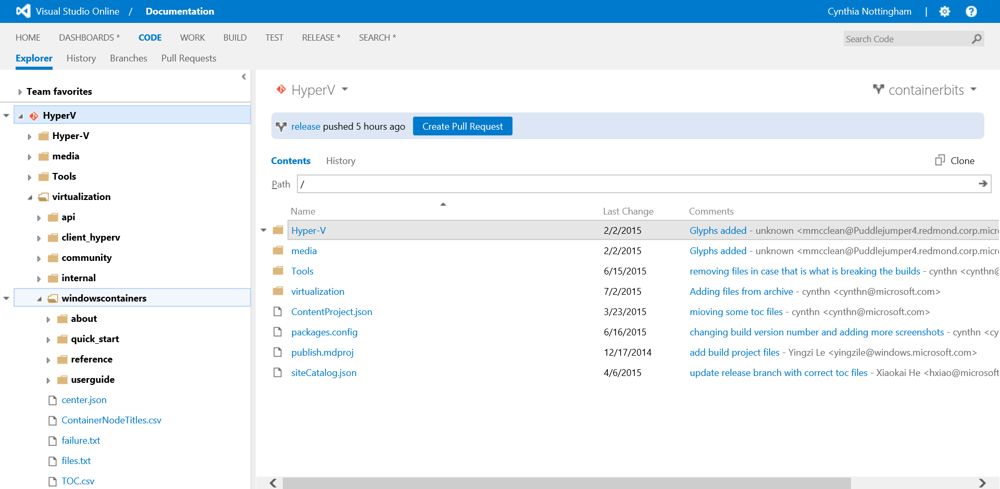 Visual Studio Online / Documentation
Cynthia Nottingham |
HOME DASHBOARDS * CODE WORK BUILD TEST RELEASE * SEARCH *
Search Code
Explorer History Branches Pull Requests
Team favorites
HyperV
Hyper-V
media
Tools
virtualization
api
client_hyperv
community
internal
windowscontainers
about
quick_start
reference
userguide
center.json
ContainerNodeTitles.csv
failure.txt
files.txt
TOC.csv
HyperV
containerbits
release pushed 5 hours ago Create Pull Request
Contents History
Clone
Path /
Name Last Change Comments
Hyper-V 2/2/2015 Glyphs added - unknown <mmcclean@Puddlejumper4.redmond.corp.micr
media 2/2/2015 Glyphs added - unknown <mmcclean@Puddlejumper4.redmond.corp.micr
Tools 6/15/2015 removing files in case that is what is breaking the builds - cynthn <cynthn@
virtualization 7/2/2015 Adding files from archive - cynthn <cynthn@microsoft.com>
ContentProject.json 3/23/2015 mioving some toc files - cynthn <cynthn@microsoft.com>
packages.config 6/16/2015 changing build version number and adding more screenshots - cynthn <cy
publish.mdproj 12/17/2014 add build project files - Yingzi Le <yingzile@windows.microsoft.com>
siteCatalog.json 4/6/2015 update release branch with correct toc files - Xiaokai He <hxiao@microsoft